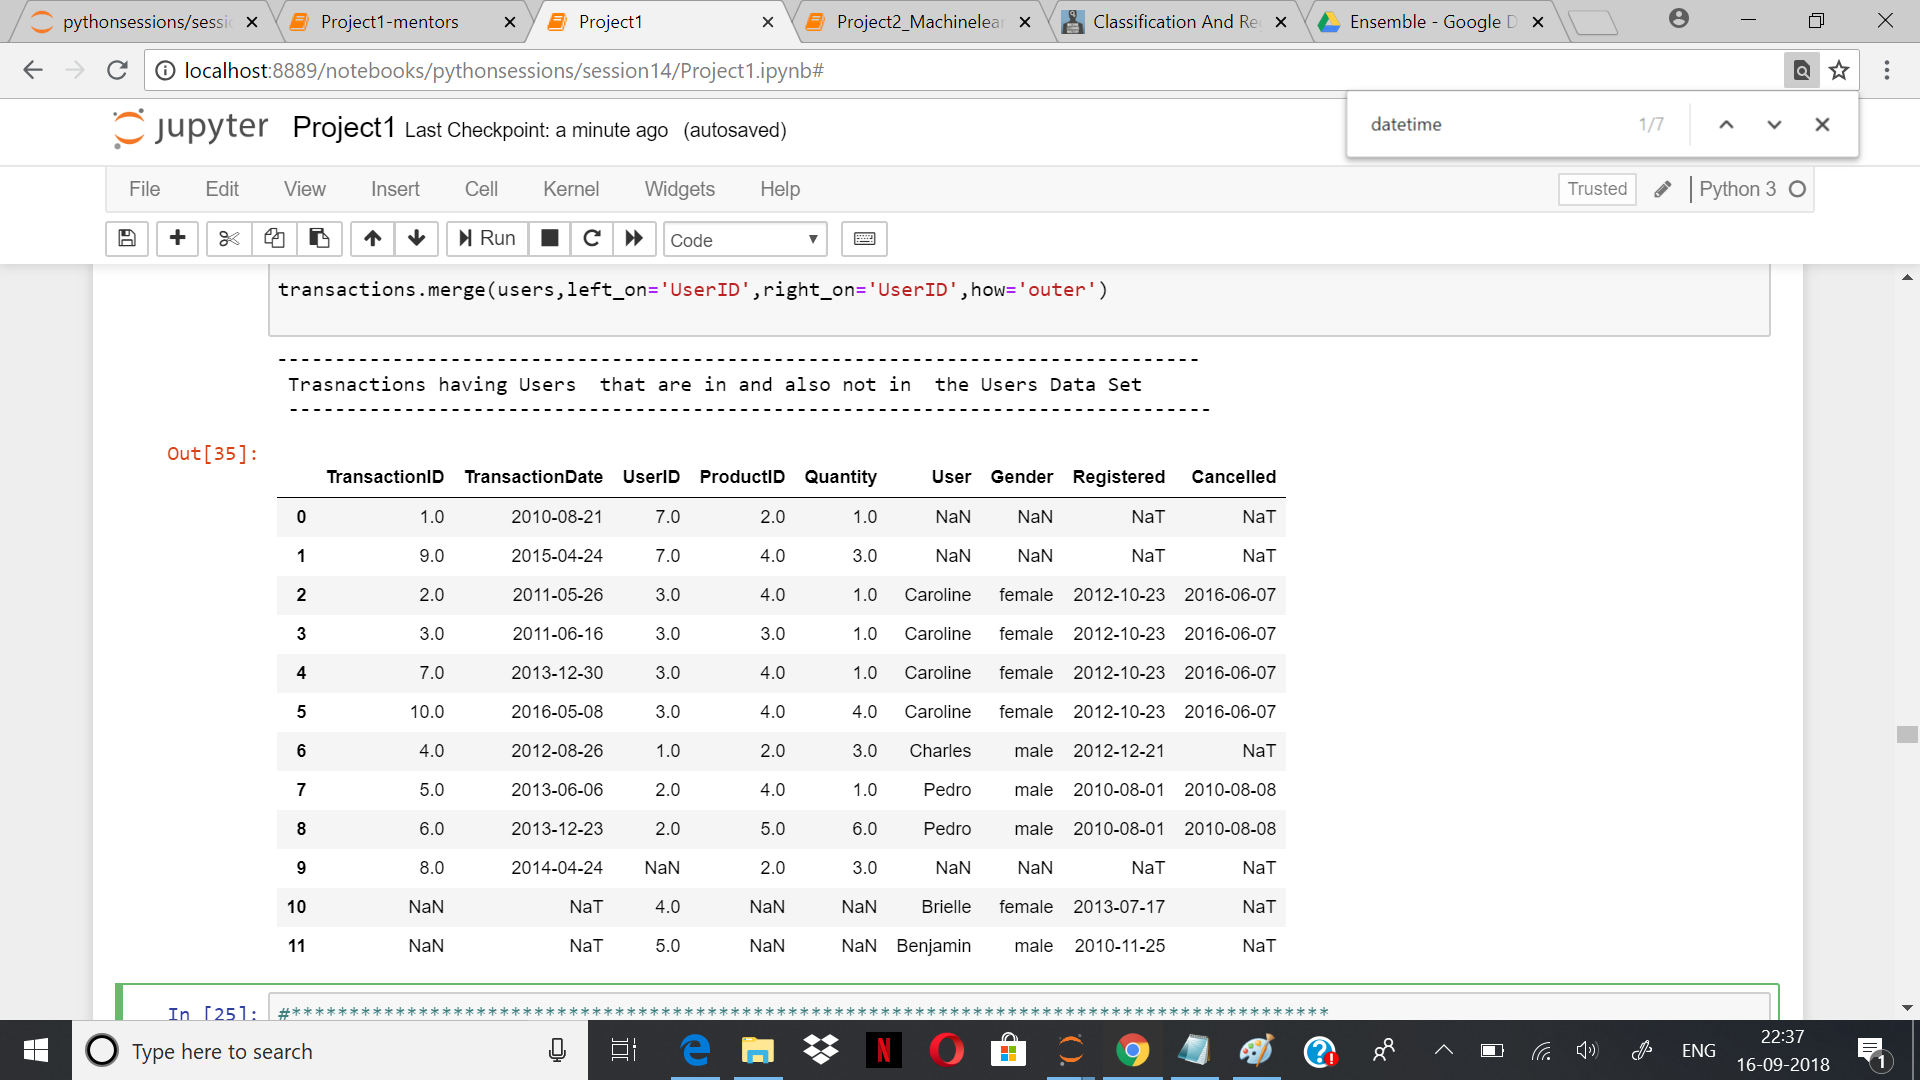 pythonsessions/sessi
Project1-mentors
Project1
Project2_Machinelear
Classification And Re
Ensemble - Google D
localhost:8889/notebooks/pythonsessions/session14/Project1.ipynb#
datetime 1/7
jupyter Project1 Last Checkpoint: a minute ago (autosaved)
File Edit View Insert Cell Kernel Widgets Help Trusted Python 3
Run Code
transactions.merge(users,left_on='UserID',right_on='UserID',how='outer')
--------------------------------------------------------------------------------
Trasnactions having Users  that are in and also not in  the Users Data Set
--------------------------------------------------------------------------------
Out[35]:
TransactionID TransactionDate UserID ProductID Quantity User Gender Registered Cancelled
0 1.0 2010-08-21 7.0 2.0 1.0 NaN NaN NaT NaT
1 9.0 2015-04-24 7.0 4.0 3.0 NaN NaN NaT NaT
2 2.0 2011-05-26 3.0 4.0 1.0 Caroline female 2012-10-23 2016-06-07
3 3.0 2011-06-16 3.0 3.0 1.0 Caroline female 2012-10-23 2016-06-07
4 7.0 2013-12-30 3.0 4.0 1.0 Caroline female 2012-10-23 2016-06-07
5 10.0 2016-05-08 3.0 4.0 4.0 Caroline female 2012-10-23 2016-06-07
6 4.0 2012-08-26 1.0 2.0 3.0 Charles male 2012-12-21 NaT
7 5.0 2013-06-06 2.0 4.0 1.0 Pedro male 2010-08-01 2010-08-08
8 6.0 2013-12-23 2.0 5.0 6.0 Pedro male 2010-08-01 2010-08-08
9 8.0 2014-04-24 NaN 2.0 3.0 NaN NaN NaT NaT
10 NaN NaT 4.0 NaN NaN Brielle female 2013-07-17 NaT
11 NaN NaT 5.0 NaN NaN Benjamin male 2010-11-25 NaT
In [25]: #******************************************************************************************
Type here to search
N
ENG
22:37
16-09-2018
1